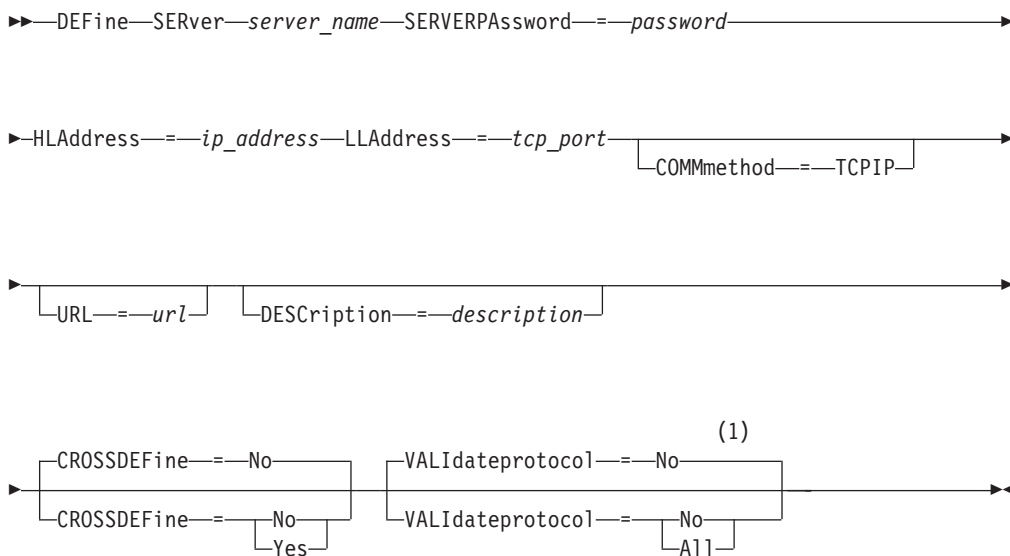 DEFine SERver server_name SERVERPAssword = password
HLAddress = ip_address LLAddress = tcp_port
COMMmethod = TCPIP
URL = url
DESCription = description
(1)
CROSSDEFine = No
VALIdateprotocol = No
CROSSDEFine = No
Yes
VALIdateprotocol = No
All